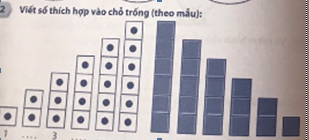 2 Viết số thích hợp vào chỗ trống (theo mẫu):
1 .... 3 ....